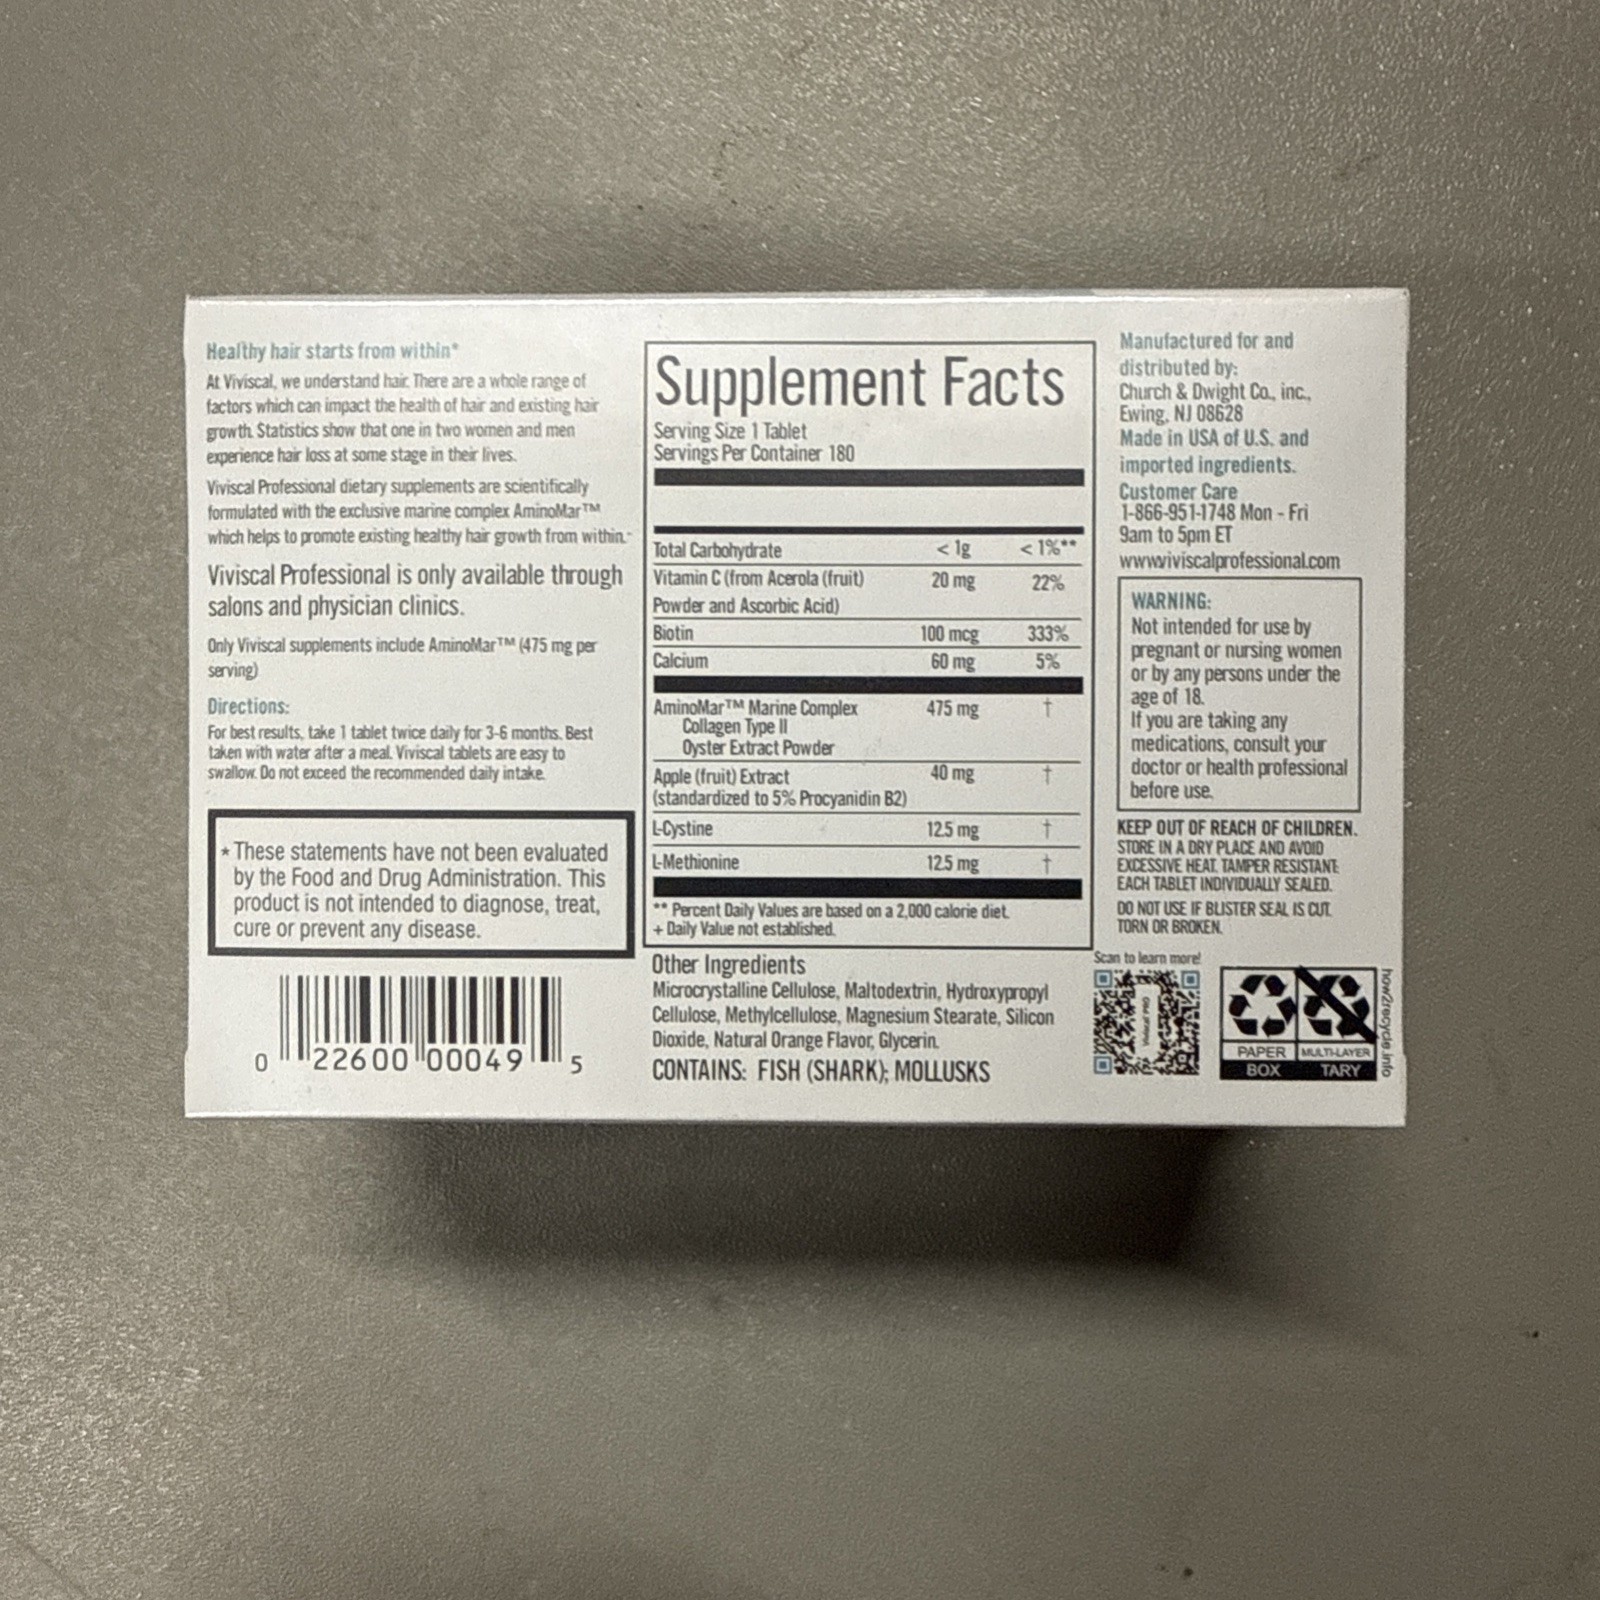 Healthy hair starts from within*
At Viviscal, we understand hair. There are a whole range of
factors which can impact the health of hair and existing hair
growth. Statistics show that one in two women and men
experience hair loss at some stage in their lives.
Viviscal Professional dietary supplements are scientifically
formulated with the exclusive marine complex AminoMar™
which helps to promote existing healthy hair growth from within.*
Viviscal Professional is only available through
salons and physician clinics.
Only Viviscal supplements include AminoMar™ (475 mg per
serving)
Directions:
For best results, take 1 tablet twice daily for 3-6 months. Best
taken with water after a meal. Viviscal tablets are easy to
swallow. Do not exceed the recommended daily intake.
* These statements have not been evaluated
by the Food and Drug Administration. This
product is not intended to diagnose, treat,
cure or prevent any disease.
0 22600 00049 5
Supplement Facts
Serving Size 1 Tablet
Servings Per Container 180
Total Carbohydrate < 1g < 1%**
Vitamin C (from Acerola (fruit) 20 mg 22%
Powder and Ascorbic Acid)
Biotin 100 mcg 333%
Calcium 60 mg 5%
AminoMar™ Marine Complex 475 mg †
Collagen Type II
Oyster Extract Powder
Apple (fruit) Extract 40 mg †
(standardized to 5% Procyanidin B2)
L-Cystine 12.5 mg †
L-Methionine 12.5 mg †
** Percent Daily Values are based on a 2,000 calorie diet.
+ Daily Value not established.
Other Ingredients
Microcrystalline Cellulose, Maltodextrin, Hydroxypropyl
Cellulose, Methylcellulose, Magnesium Stearate, Silicon
Dioxide, Natural Orange Flavor, Glycerin.
CONTAINS: FISH (SHARK); MOLLUSKS
Manufactured for and
distributed by:
Church & Dwight Co., inc.,
Ewing, NJ 08628
Made in USA of U.S. and
imported ingredients.
Customer Care
1-866-951-1748 Mon - Fri
9am to 5pm ET
www.viviscalprofessional.com
WARNING:
Not intended for use by
pregnant or nursing women
or by any persons under the
age of 18.
If you are taking any
medications, consult your
doctor or health professional
before use.
KEEP OUT OF REACH OF CHILDREN.
STORE IN A DRY PLACE AND AVOID
EXCESSIVE HEAT. TAMPER RESISTANT:
EACH TABLET INDIVIDUALLY SEALED.
DO NOT USE IF BLISTER SEAL IS CUT,
TORN OR BROKEN.
Scan to learn more!
PAPER MULTI-LAYER
BOX TRAY
how2recycle.info